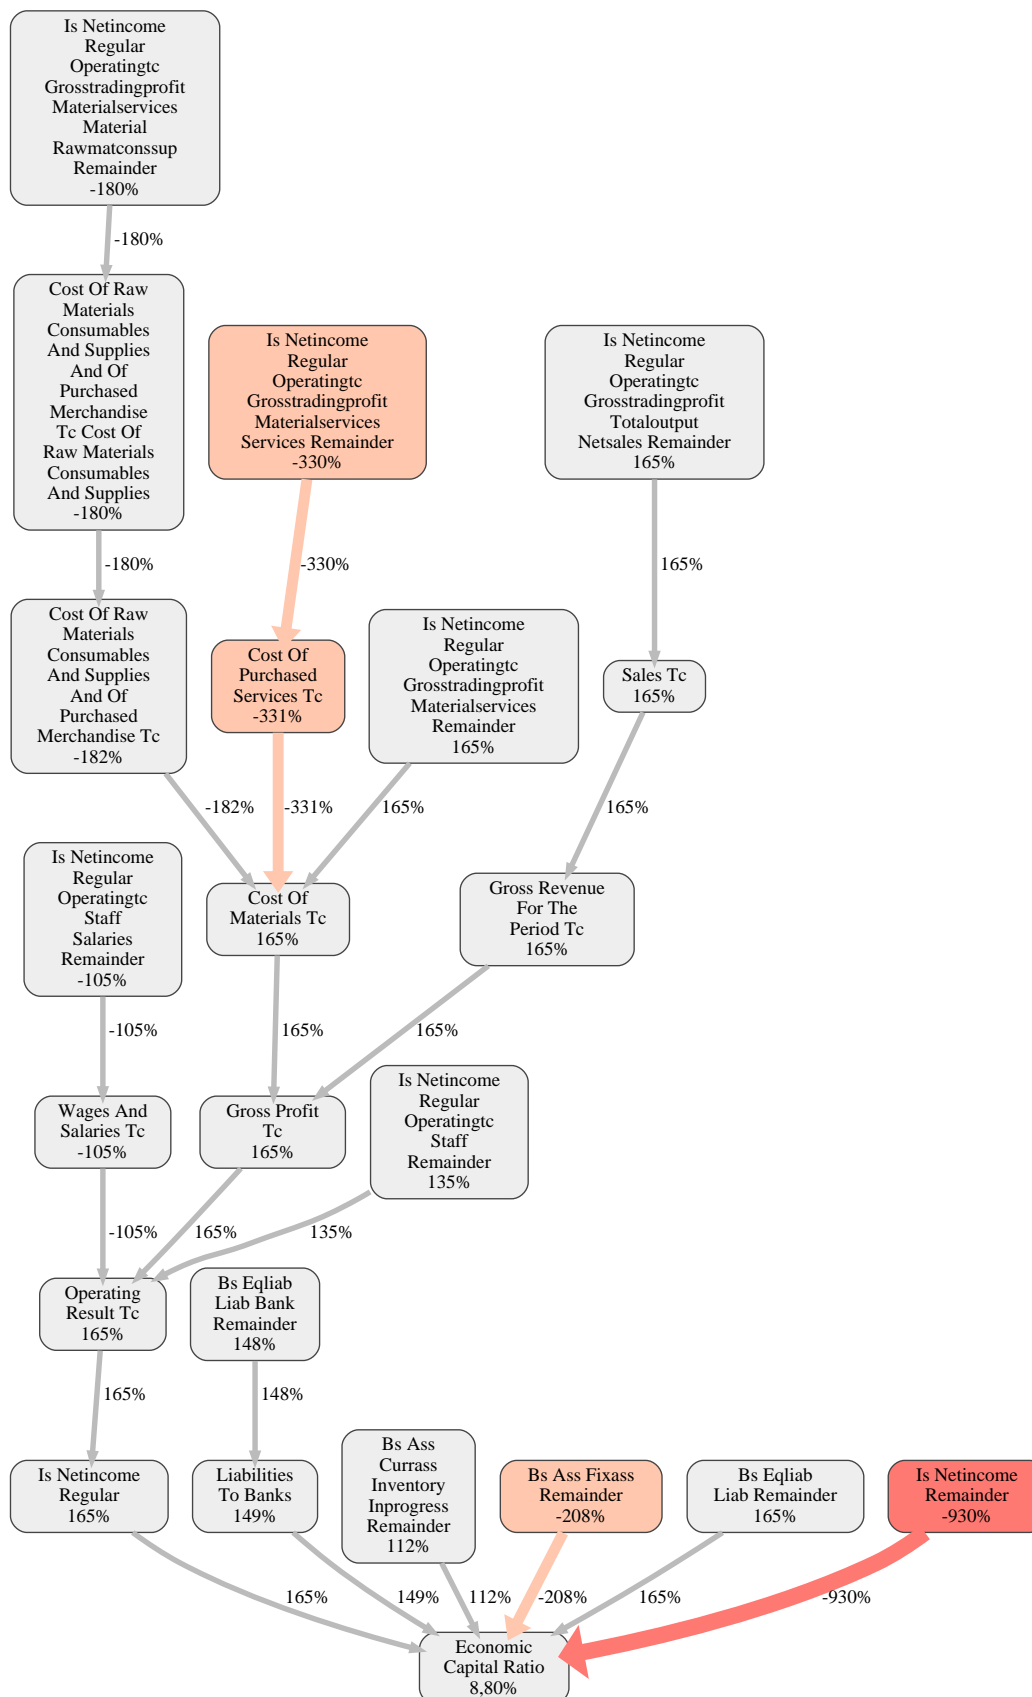 Is Netincome
Regular
Operatingtc
Grosstradingprofit
Materialservices
Material
Rawmatconssup
Remainder
-180%
-180%
Cost Of Raw
Materials
Consumables
And Supplies
And Of
Purchased
Merchandise
Tc Cost Of
Raw Materials
Consumables
And Supplies
-180%
Is Netincome
Regular
Operatingtc
Grosstradingprofit
Materialservices
Services Remainder
-330%
Is Netincome
Regular
Operatingtc
Grosstradingprofit
Totaloutput
Netsales Remainder
165%
-180%
-330%
165%
Cost Of Raw
Materials
Consumables
And Supplies
And Of
Purchased
Merchandise Tc
-182%
Cost Of
Purchased
Services Tc
-331%
Is Netincome
Regular
Operatingtc
Grosstradingprofit
Materialservices
Remainder
165%
Sales Tc
165%
-182%
-331%
165%
165%
Is Netincome
Regular
Operatingtc
Staff
Salaries
Remainder
-105%
Cost Of
Materials Tc
165%
Gross Revenue
For The
Period Tc
165%
-105%
165%
165%
Wages And
Salaries Tc
-105%
Gross Profit
Tc
165%
Is Netincome
Regular
Operatingtc
Staff
Remainder
135%
-105%
165%
135%
Operating
Result Tc
165%
Bs Eqliab
Liab Bank
Remainder
148%
165%
148%
Is Netincome
Regular
165%
Liabilities
To Banks
149%
Bs Ass
Currass
Inventory
Inprogress
Remainder
112%
Bs Ass Fixass
Remainder
-208%
Bs Eqliab
Liab Remainder
165%
Is Netincome
Remainder
-930%
165%
149%
112%
-208%
165%
-930%
Economic
Capital Ratio
8,80%